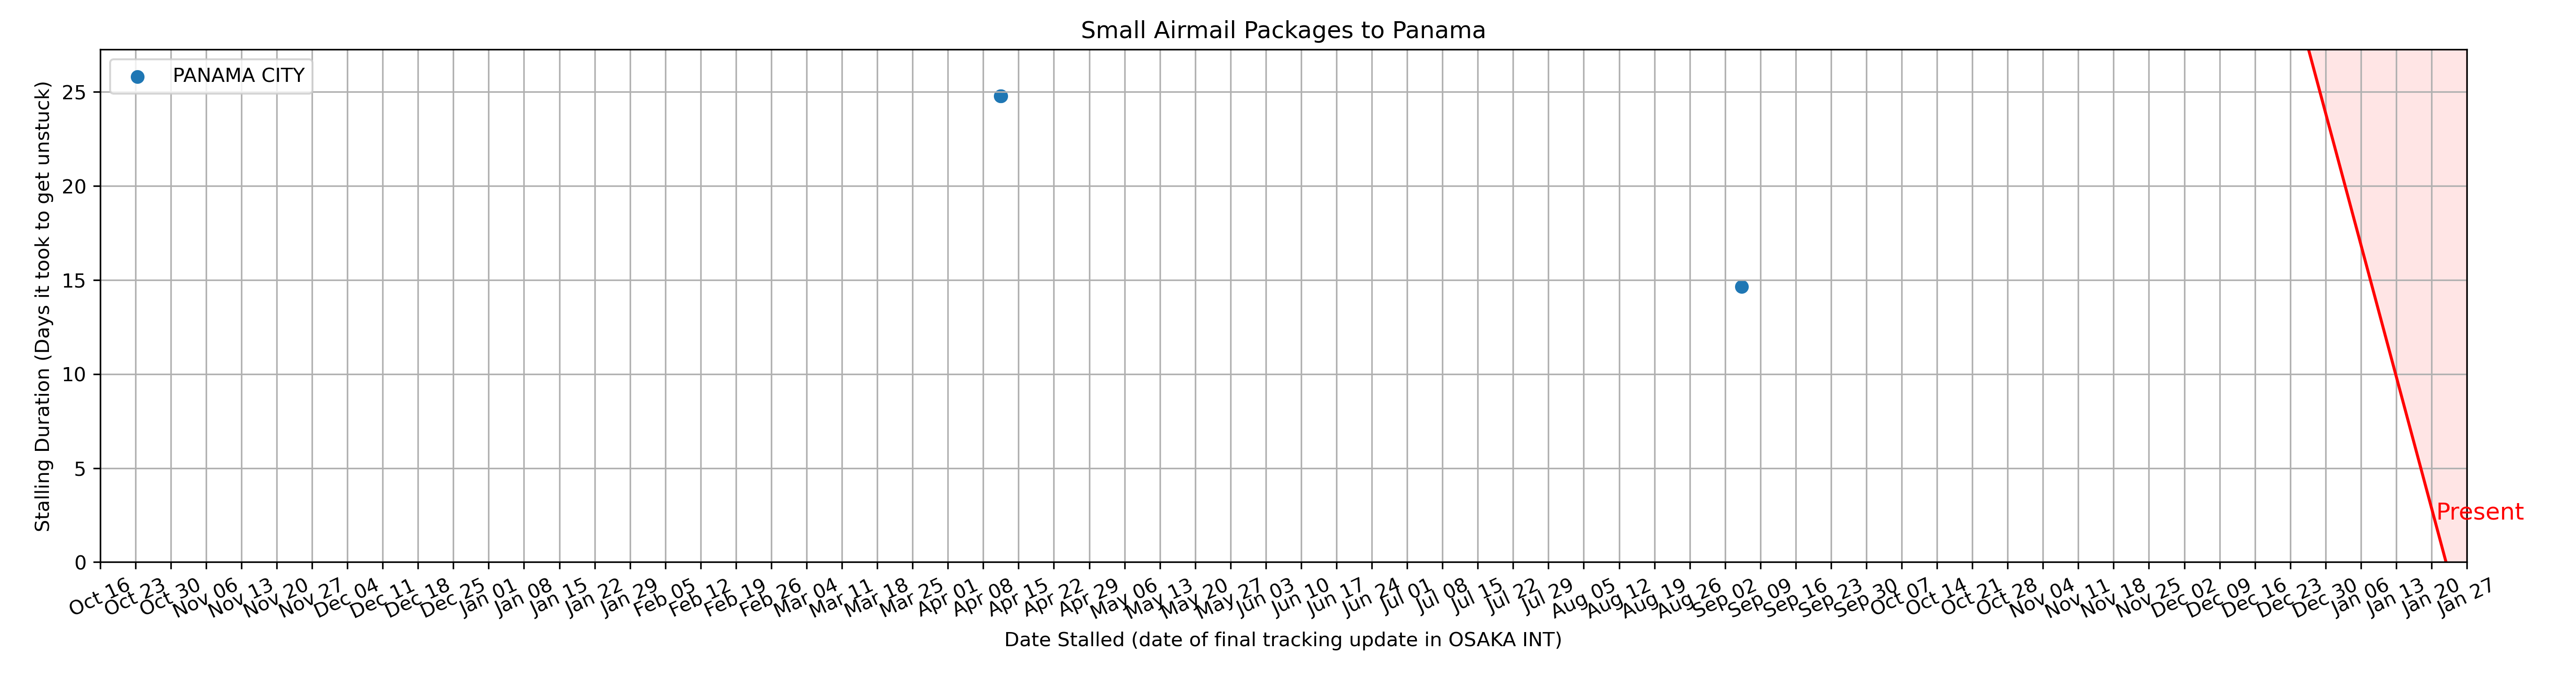 Small Airmail Packages to Panama
PANAMA CITY
Stalling Duration (Days it took to get unstuck)
25
20
15
10
5
0
Present
Oct 16
Oct 23
Oct 30
Nov 06
Nov 13
Nov 20
Nov 27
Dec 04
Dec 11
Dec 18
Dec 25
Jan 01
Jan 08
Jan 15
Jan 22
Jan 29
Feb 05
Feb 12
Feb 19
Feb 26
Mar 04
Mar 11
Mar 18
Mar 25
Apr 01
Apr 08
Apr 15
Apr 22
Apr 29
May 06
May 13
May 20
May 27
Jun 03
Jun 10
Jun 17
Jun 24
Jul 01
Jul 08
Jul 15
Jul 22
Jul 29
Aug 05
Aug 12
Aug 19
Aug 26
Sep 02
Sep 09
Sep 16
Sep 23
Sep 30
Oct 07
Oct 14
Oct 21
Oct 28
Nov 04
Nov 11
Nov 18
Nov 25
Dec 02
Dec 09
Dec 16
Dec 23
Dec 30
Jan 06
Jan 13
Jan 20
Jan 27
Date Stalled (date of final tracking update in OSAKA INT)